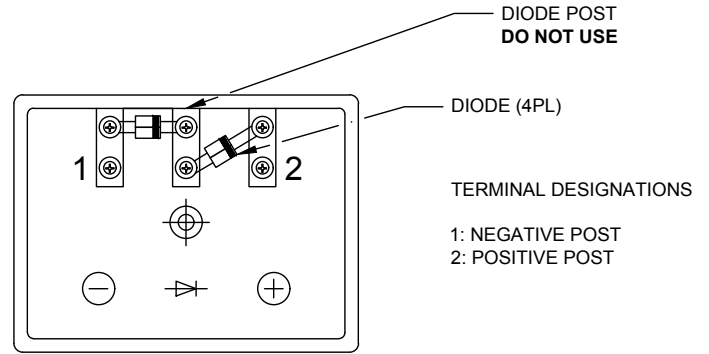 DIODE POST
DO NOT USE
DIODE (4PL)
1
2
TERMINAL DESIGNATIONS
1: NEGATIVE POST
2: POSITIVE POST